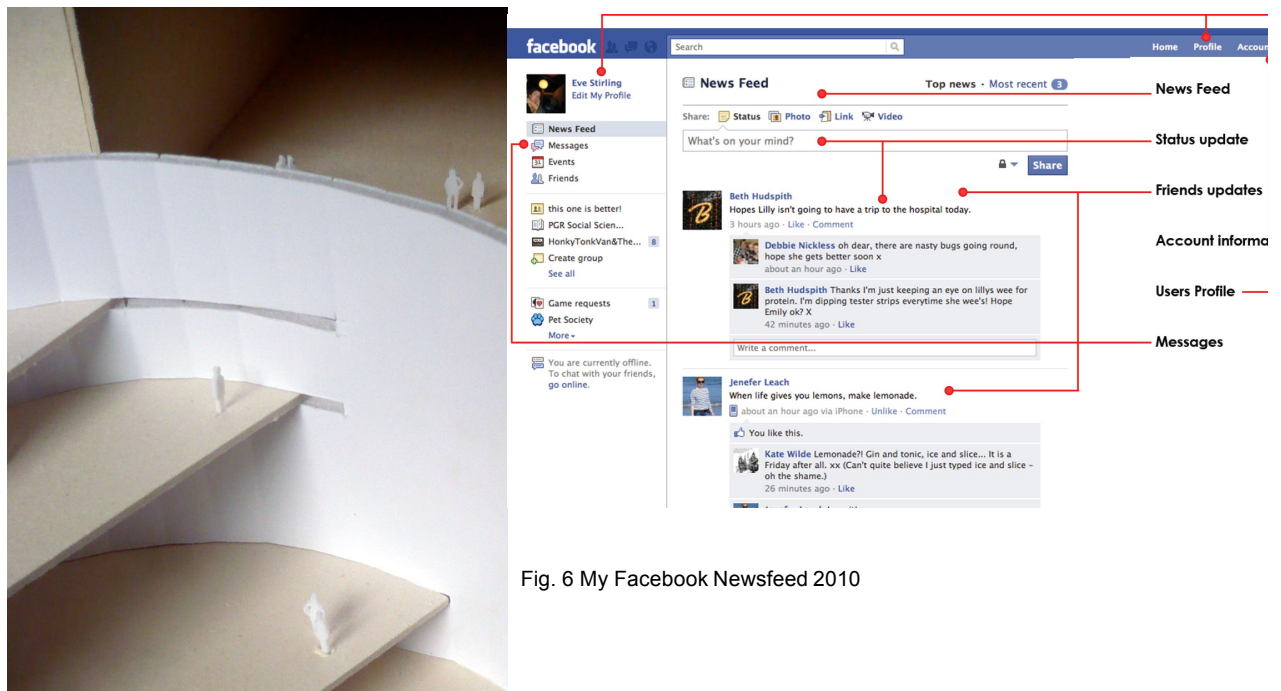 facebook
Search
Home Profile Accoun
Eve Stirling
Edit My Profile
News Feed
Messages
31 Events
Friends
this one is better!
PGR Social Scien...
HonkyTonkVan&The... 8
Create group
See all
Game requests 1
Pet Society
More
You are currently offline.
To chat with your friends,
go online.
News Feed
Top news · Most recent 3
Share: Status Photo Link Video
What's on your mind?
Share
Beth Hudspith
Hopes Lilly isn't going to have a trip to the hospital today.
3 hours ago · Like · Comment
Debbie Nickless oh dear, there are nasty bugs going round,
hope she gets better soon x
about an hour ago · Like
Beth Hudspith Thanks I'm just keeping an eye on lillys wee for
protein. I'm dipping tester strips everytime she wee's! Hope
Emily ok? X
42 minutes ago · Like
Write a comment...
Jenefer Leach
When life gives you lemons, make lemonade.
about an hour ago via iPhone · Unlike · Comment
You like this.
Kate Wilde Lemonade?! Gin and tonic, ice and slice... It is a
Friday after all. xx (Can't quite believe I just typed ice and slice –
oh the shame.)
26 minutes ago · Like
News Feed
Status update
Friends updates
Account informa
Users Profile
Messages
Fig. 6 My Facebook Newsfeed 2010